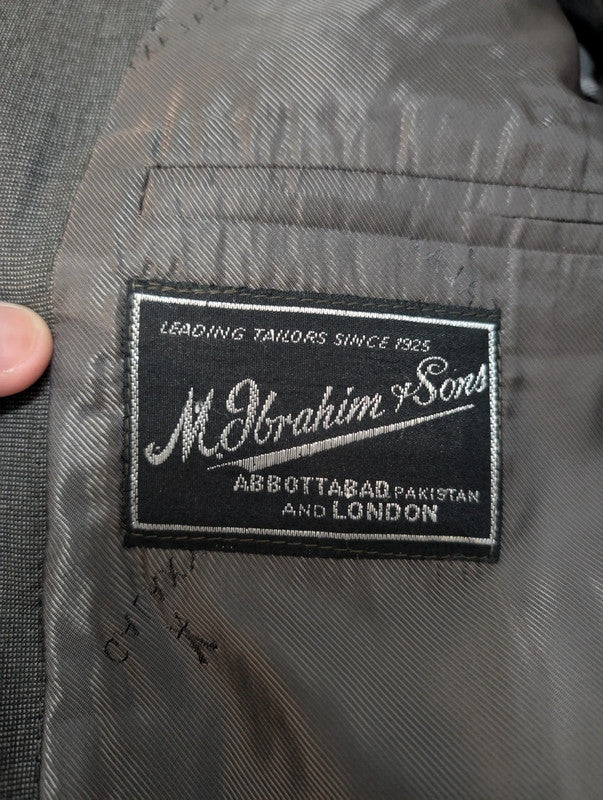 LEADING TAILORS SINCE 1925
M. Ibrahim & Sons
ABBOTTABAD PAKISTAN
AND LONDON